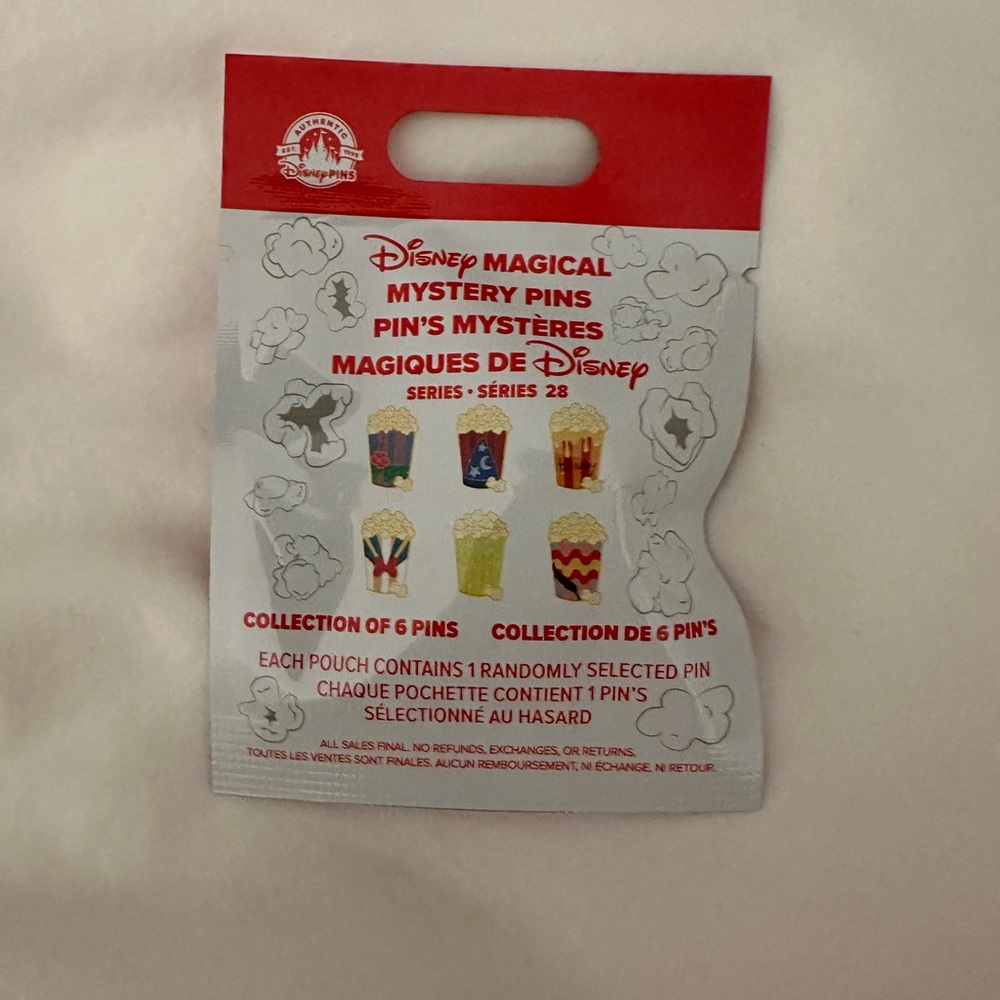 AUTHENTIC
EST. 1999
Disney PINS
Disney MAGICAL
MYSTERY PINS
PIN'S MYSTÈRES
MAGIQUES DE Disney
SERIES • SÉRIES 28
COLLECTION OF 6 PINS
COLLECTION DE 6 PIN'S
EACH POUCH CONTAINS 1 RANDOMLY SELECTED PIN
CHAQUE POCHETTE CONTIENT 1 PIN'S
SÉLECTIONNÉ AU HASARD
ALL SALES FINAL. NO REFUNDS, EXCHANGES, OR RETURNS.
TOUTES LES VENTES SONT FINALES. AUCUN REMBOURSEMENT, NI ÉCHANGE, NI RETOUR.